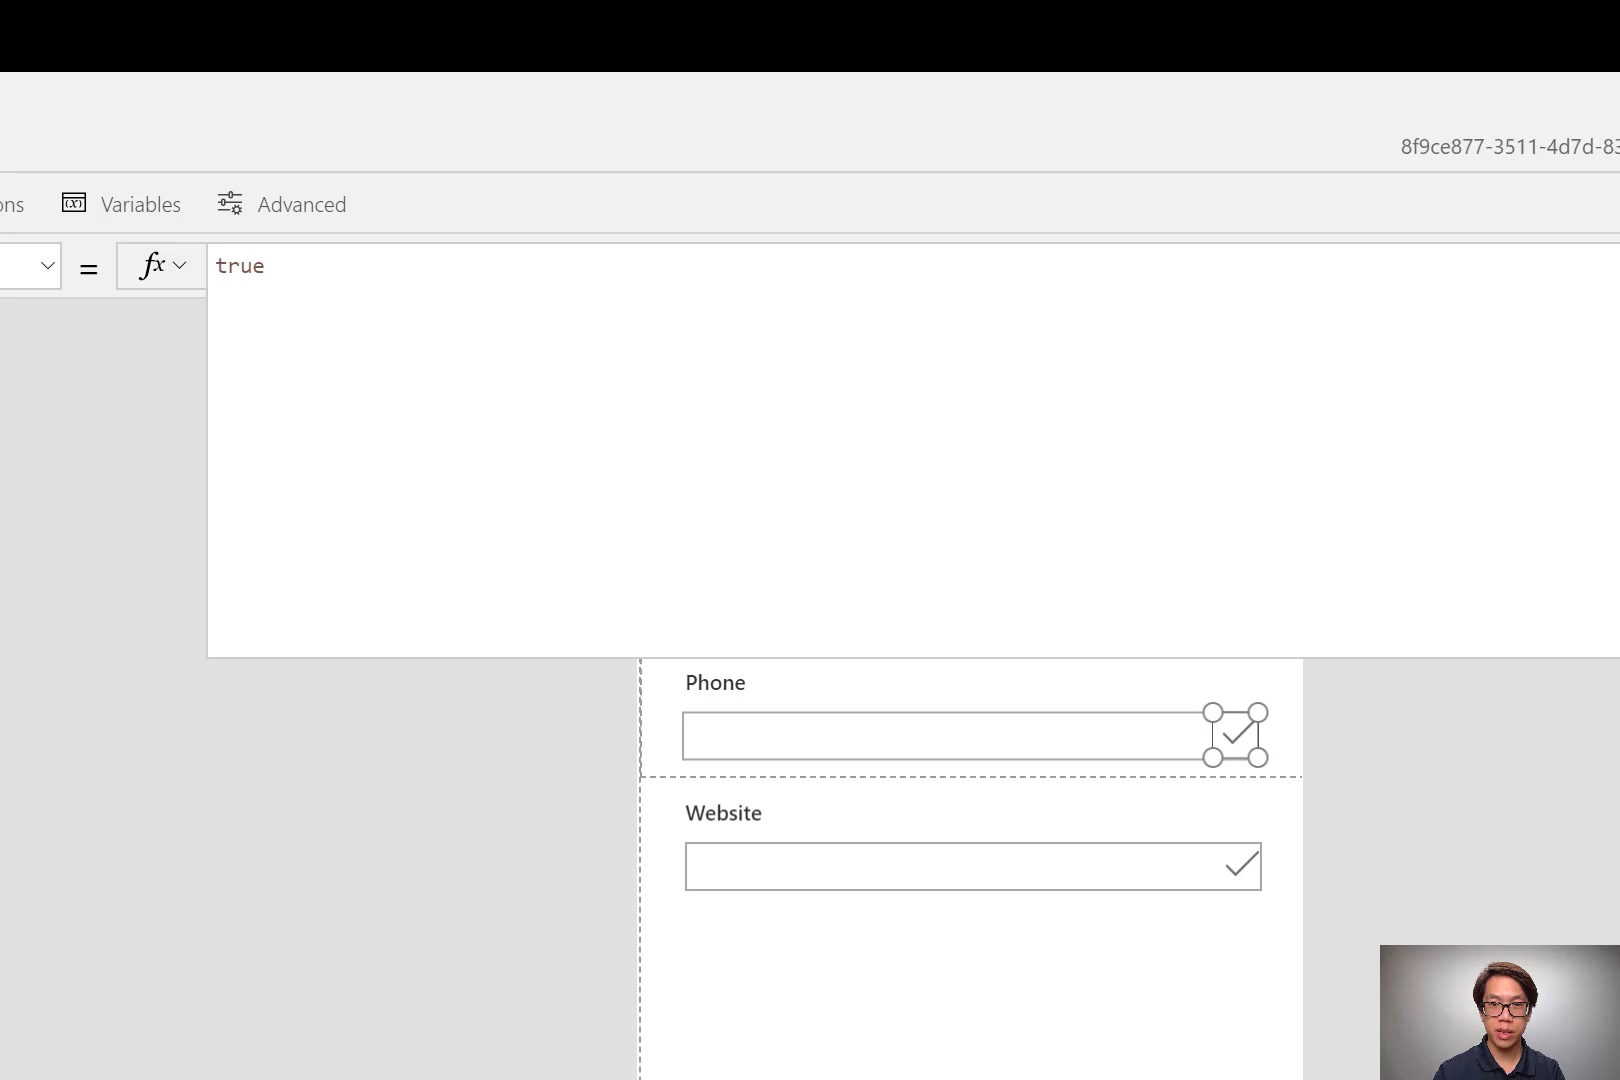 8f9ce877-3511-4d7d-83
ons Variables Advanced
= fx true
Phone
Website